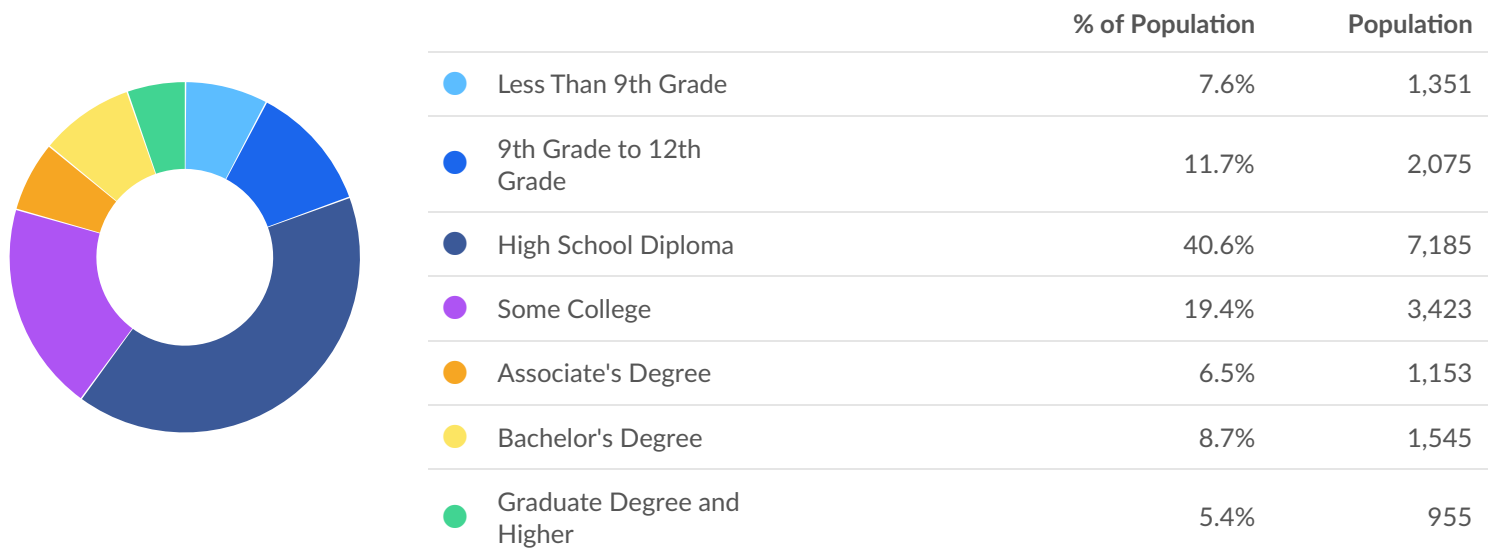 % of Population Population
Less Than 9th Grade 7.6% 1,351
9th Grade to 12th
Grade 11.7% 2,075
High School Diploma 40.6% 7,185
Some College 19.4% 3,423
Associate's Degree 6.5% 1,153
Bachelor's Degree 8.7% 1,545
Graduate Degree and
Higher 5.4% 955